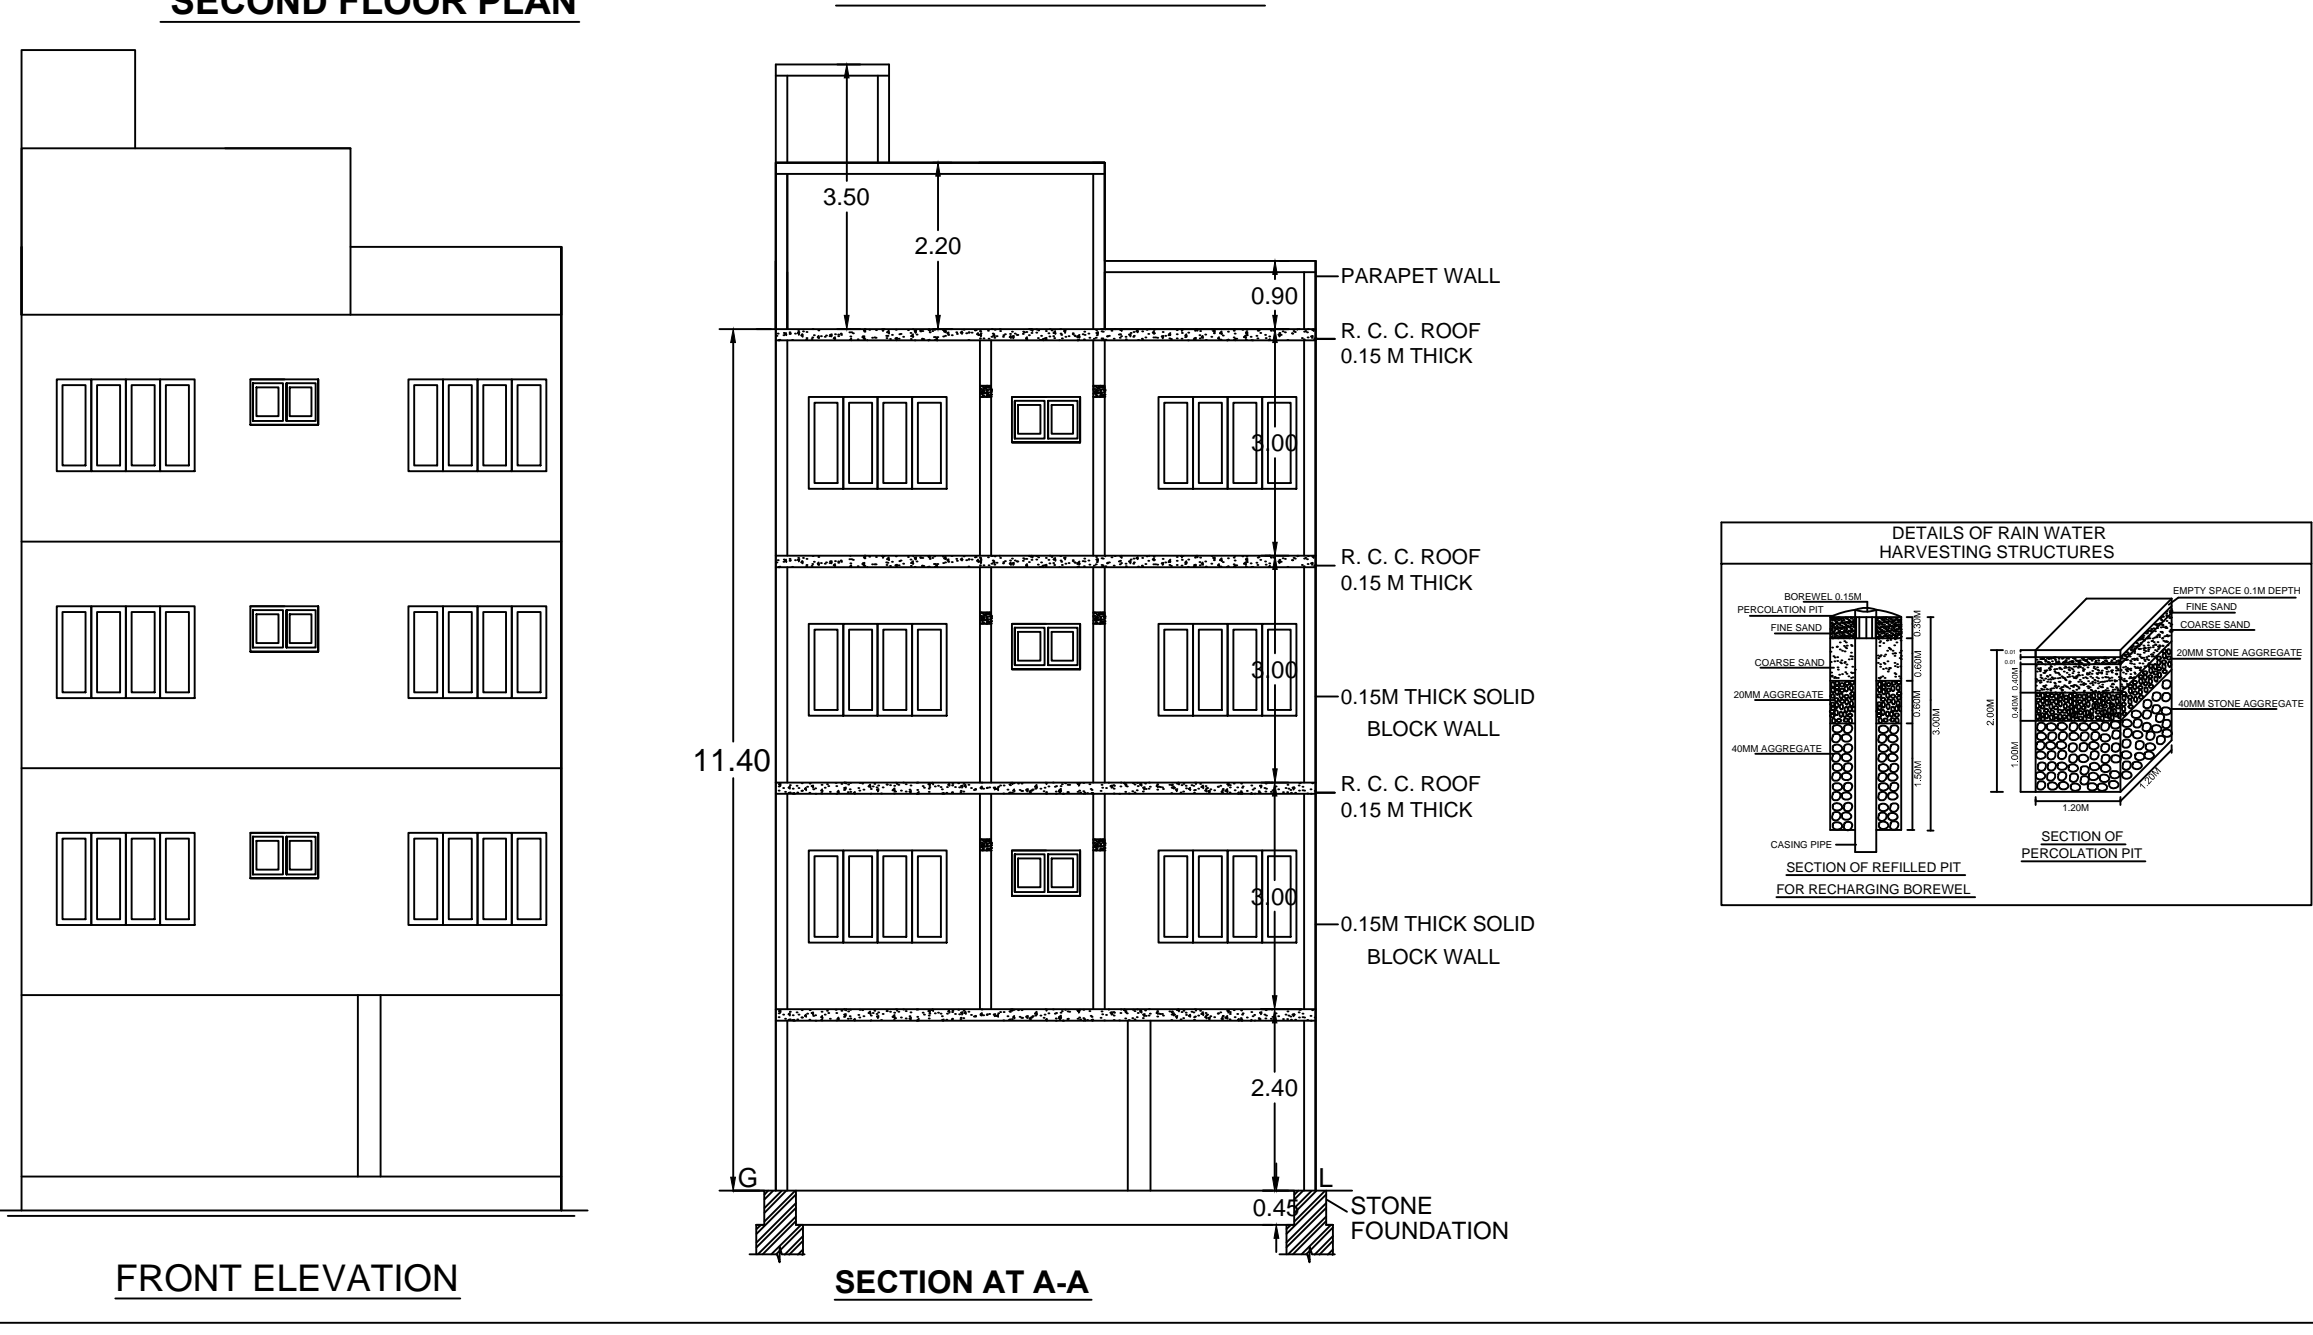 SECOND FLOOR PLAN
3.50
2.20
PARAPET WALL
0.90
R. C. C. ROOF
0.15 M THICK
3.00
R. C. C. ROOF
0.15 M THICK
3.00
0.15M THICK SOLID
BLOCK WALL
11.40
R. C. C. ROOF
0.15 M THICK
3.00
0.15M THICK SOLID
BLOCK WALL
2.40
G
L
0.45
STONE
FOUNDATION
FRONT ELEVATION
SECTION AT A-A
DETAILS OF RAIN WATER
HARVESTING STRUCTURES
BOREWEL 0.15M
PERCOLATION PIT
FINE SAND
COARSE SAND
20MM AGGREGATE
40MM AGGREGATE
CASING PIPE
0.30M
0.60M
0.60M
1.50M
3.00M
SECTION OF REFILLED PIT
FOR RECHARGING BOREWEL
EMPTY SPACE 0.1M DEPTH
FINE SAND
COARSE SAND
20MM STONE AGGREGATE
40MM STONE AGGREGATE
0.01
0.01
0.40M
0.40M
1.00M
2.00M
1.20M
1.20M
SECTION OF
PERCOLATION PIT